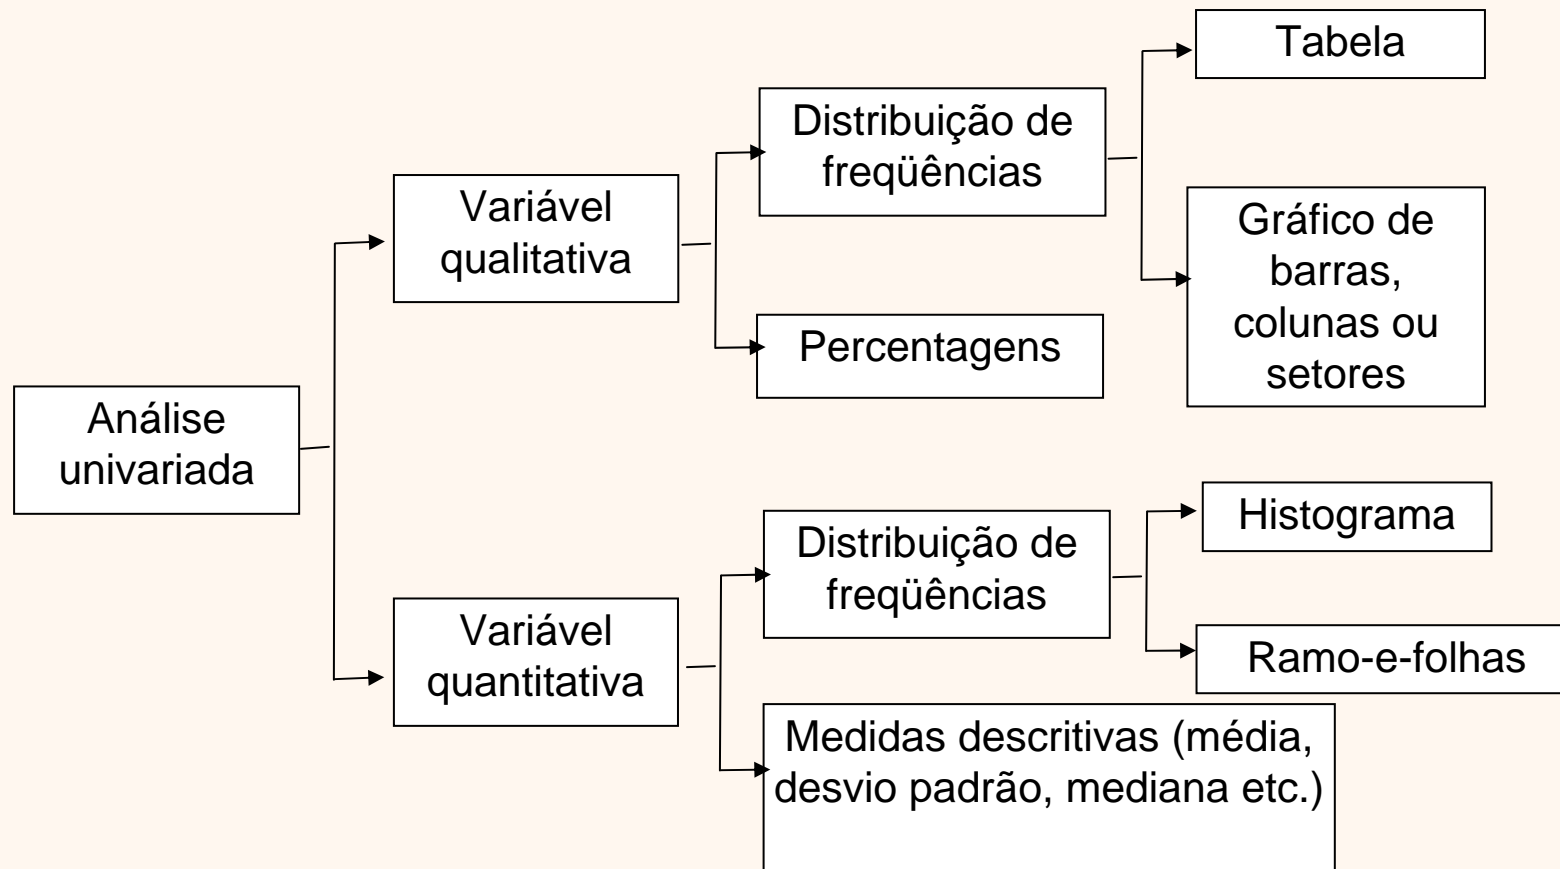 Análise
univariada
Variável
qualitativa
Distribuição de
freqüências
Tabela
Gráfico de
barras,
colunas ou
setores
Percentagens
Variável
quantitativa
Distribuição de
freqüências
Histograma
Ramo-e-folhas
Medidas descritivas (média,
desvio padrão, mediana etc.)